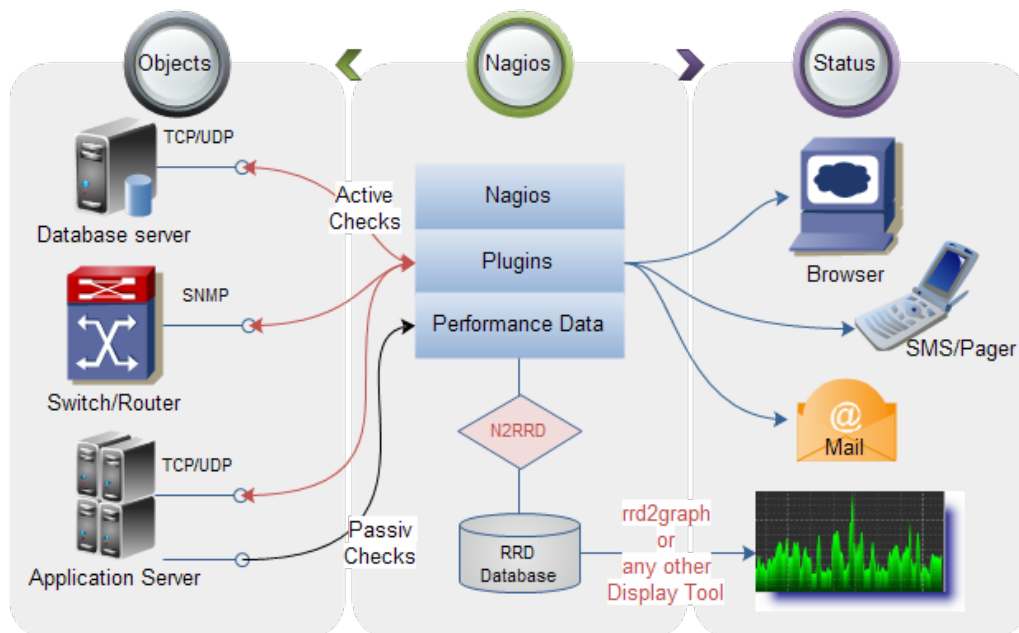 Objects
Nagios
Status
TCP/UDP
Database server
SNMP
Switch/Router
TCP/UDP
Application Server
Active
Checks
Passiv
Checks
Nagios
Plugins
Performance Data
N2RRD
RRD
Database
rrd2graph
or
any other
Display Tool
Browser
SMS/Pager
@
Mail